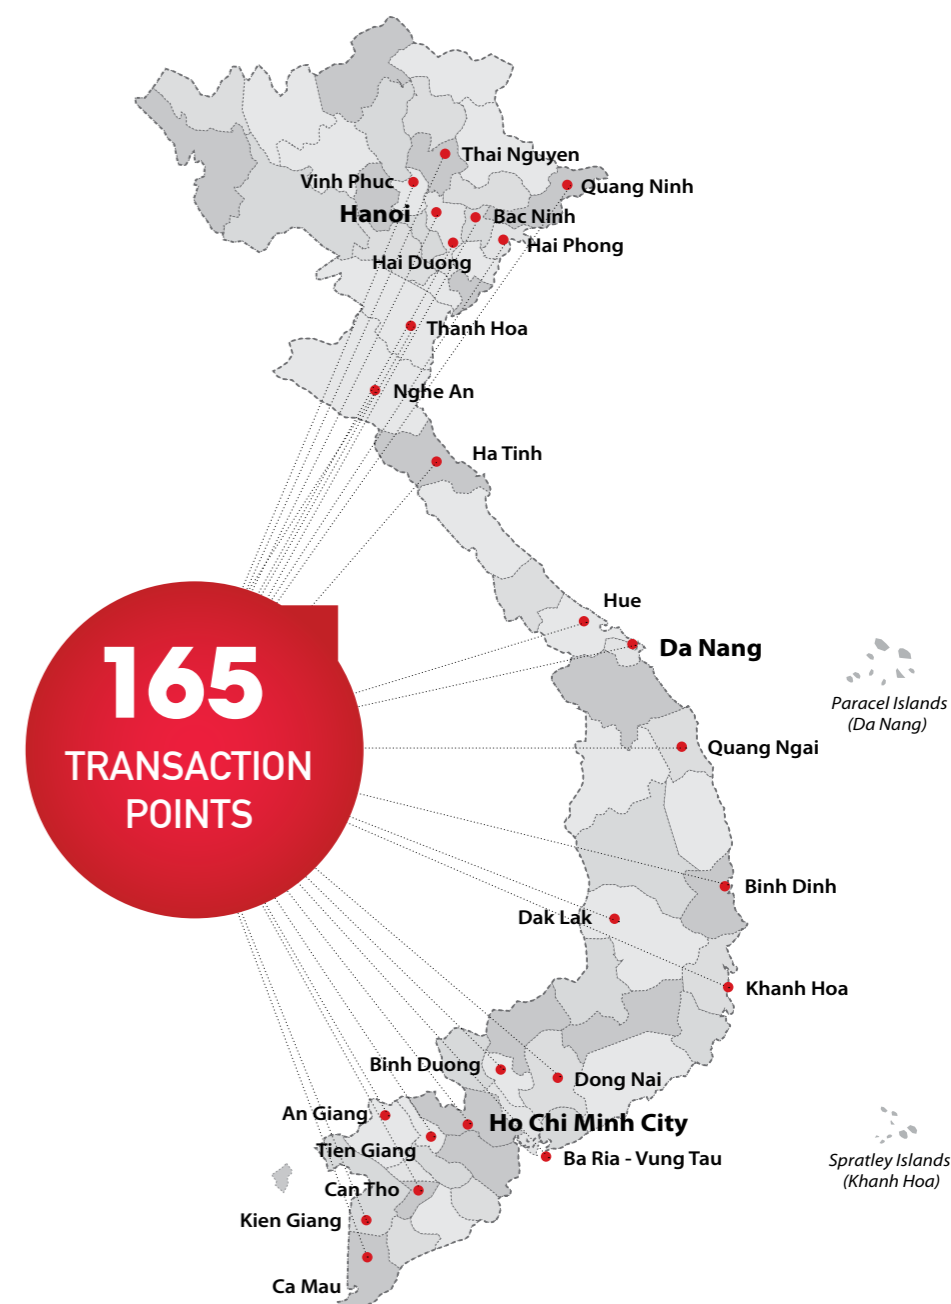 Thai Nguyen
Vinh Phuc
Quang Ninh
Hanoi
Bac Ninh
Hai Phong
Hai Duong
Thanh Hoa
Nghe An
Ha Tinh
Hue
Da Nang
165
TRANSACTION
POINTS
Paracel Islands
(Da Nang)
Quang Ngai
Binh Dinh
Dak Lak
Khanh Hoa
Binh Duong
Dong Nai
An Giang
Ho Chi Minh City
Tien Giang
Ba Ria - Vung Tau
Spratley Islands
(Khanh Hoa)
Can Tho
Kien Giang
Ca Mau